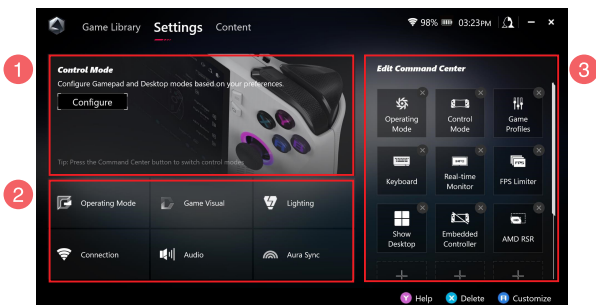 Game Library Settings Content
98% 03:23PM
1
Control Mode
Configure Gamepad and Desktop modes based on your preferences.
Configure
Tip: Press the Command Center button to switch control modes
2
Operating Mode
Game Visual
Lighting
Connection
Audio
Aura Sync
3
Edit Command Center
Operating
Mode
Control
Mode
Game
Profiles
Keyboard
Real-time
Monitor
FPS
FPS Limiter
Show
Desktop
Embedded
Controller
AMD RSR
Y Help
X Delete
Customize